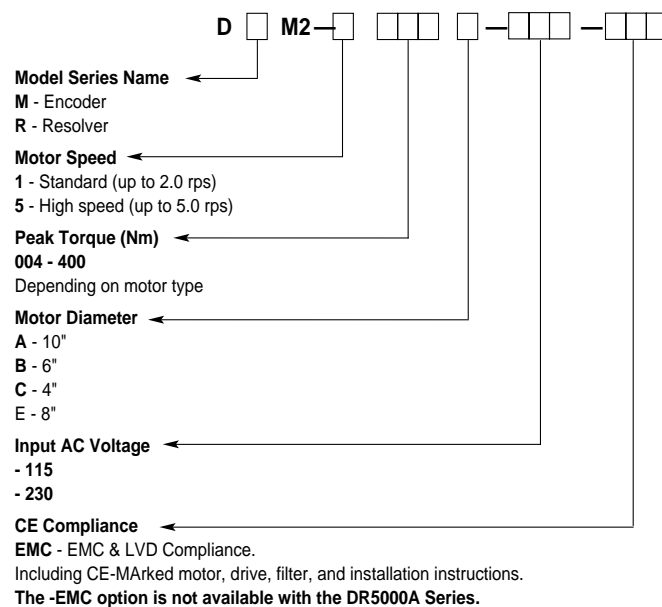 D M2— — —
Model Series Name
M - Encoder
R - Resolver
Motor Speed
1 - Standard (up to 2.0 rps)
5 - High speed (up to 5.0 rps)
Peak Torque (Nm)
004 - 400
Depending on motor type
Motor Diameter
A - 10"
B - 6"
C - 4"
E - 8"
Input AC Voltage
- 115
- 230
CE Compliance
EMC - EMC & LVD Compliance.
Including CE-MArked motor, drive, filter, and installation instructions.
The -EMC option is not available with the DR5000A Series.